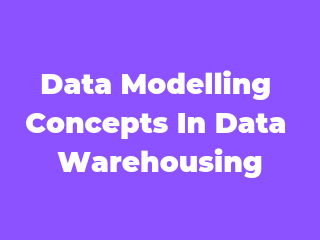 Data Modelling
Concepts In Data
Warehousing